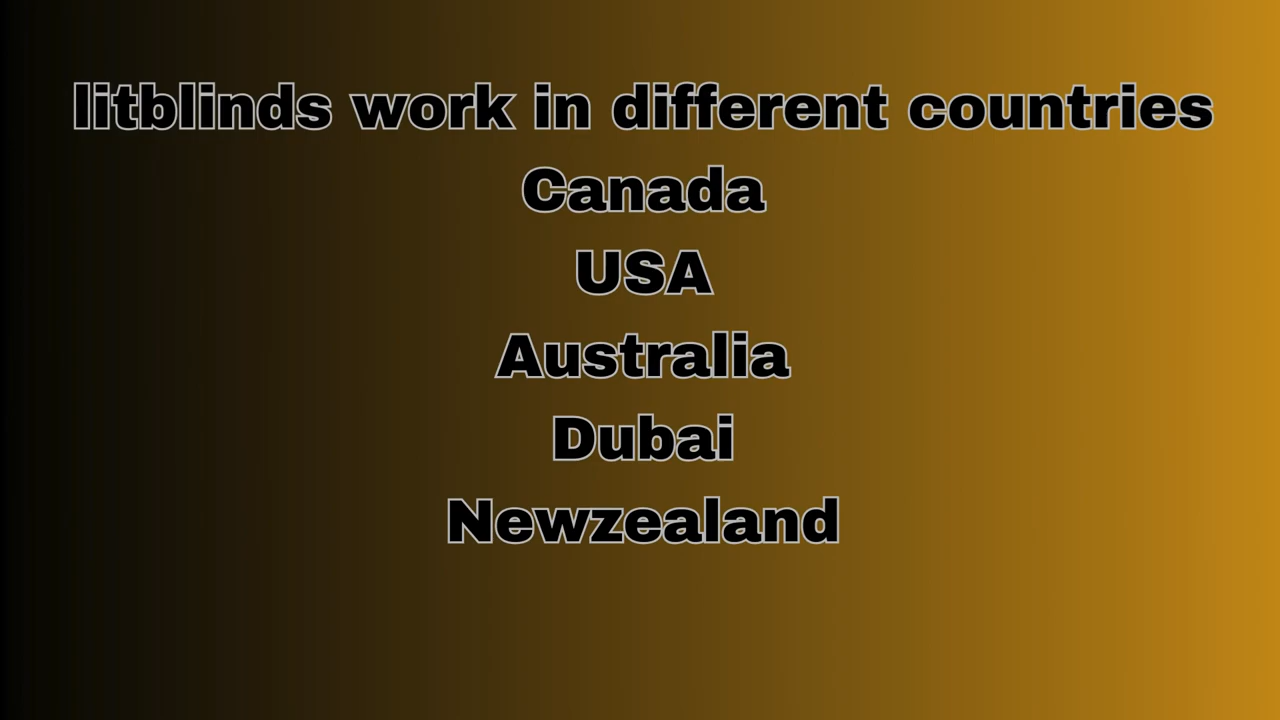 litblinds work in different countries
Canada
USA
Australia
Dubai
Newzealand